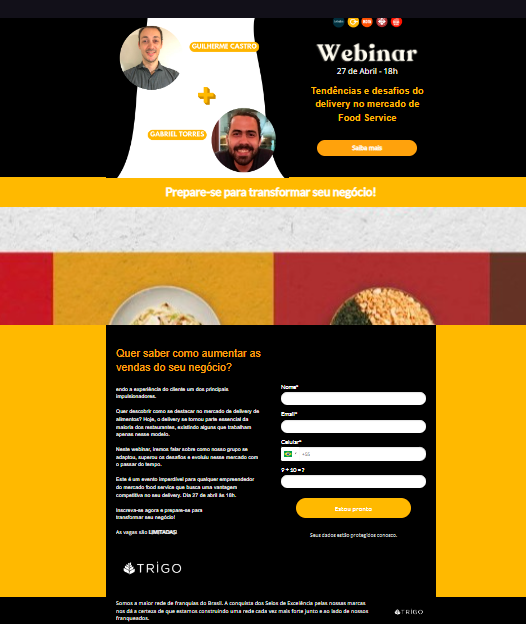 GUILHERME CASTRO
GABRIEL TORRES
Webinar
27 de Abril - 18h
Tendências e desafios do
delivery no mercado de
Food Service
Saiba mais
Prepare-se para transformar seu negócio!
Quer saber como aumentar as
vendas do seu negócio?
endo a experiência do cliente um dos principais
impulsionadores.
Quer descobrir como se destacar no mercado de delivery de
alimentos? Hoje, o delivery se tornou parte essencial da
maioria dos restaurantes, existindo alguns que trabalham
apenas nesse modelo.
Neste webinar, iremos falar sobre como nosso grupo se
adaptou, superou os desafios e evoluiu nesse mercado com
o passar do tempo.
Este é um evento imperdível para qualquer empreendedor
do mercado food service que busca uma vantagem
competitiva no seu delivery. Dia 27 de abril às 18h.
Inscreva-se agora e prepare-se para
transformar seu negócio!
As vagas são LIMITADAS!
Nome*
Email*
Celular*
+55
9 + 10 = ?
Estou pronto
Seus dados estão protegidos conosco.
TRIGO
Somos a maior rede de franquias do Brasil. A conquista dos Selos de Excelência pelas nossas marcas
nos dá a certeza de que estamos construindo uma rede cada vez mais forte junto e ao lado de nossos
franqueados.
TRIGO